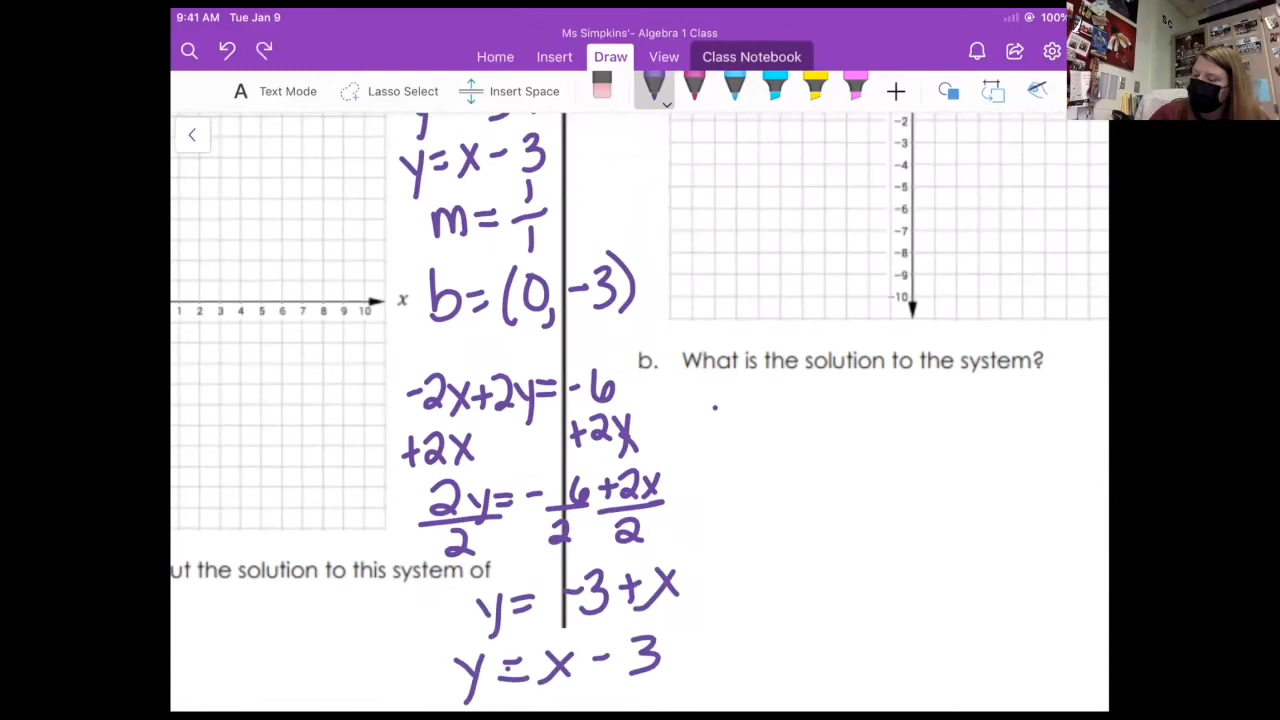 9:41 AM Tue Jan 9
100%
Ms Simpkins'- Algebra 1 Class
Home Insert Draw View Class Notebook
A Text Mode Lasso Select Insert Space
y=x-3
m=1/1
b=(0,-3)
x
1 2 3 4 5 6 7 8 9 10
-2x+2y=-6
+2x +2x
2y=-6+2x
2 2 2
ut the solution to this system of
y=-3+x
y=x-3
-2
-3
-4
-5
-6
-7
-8
-9
-10
b. What is the solution to the system?